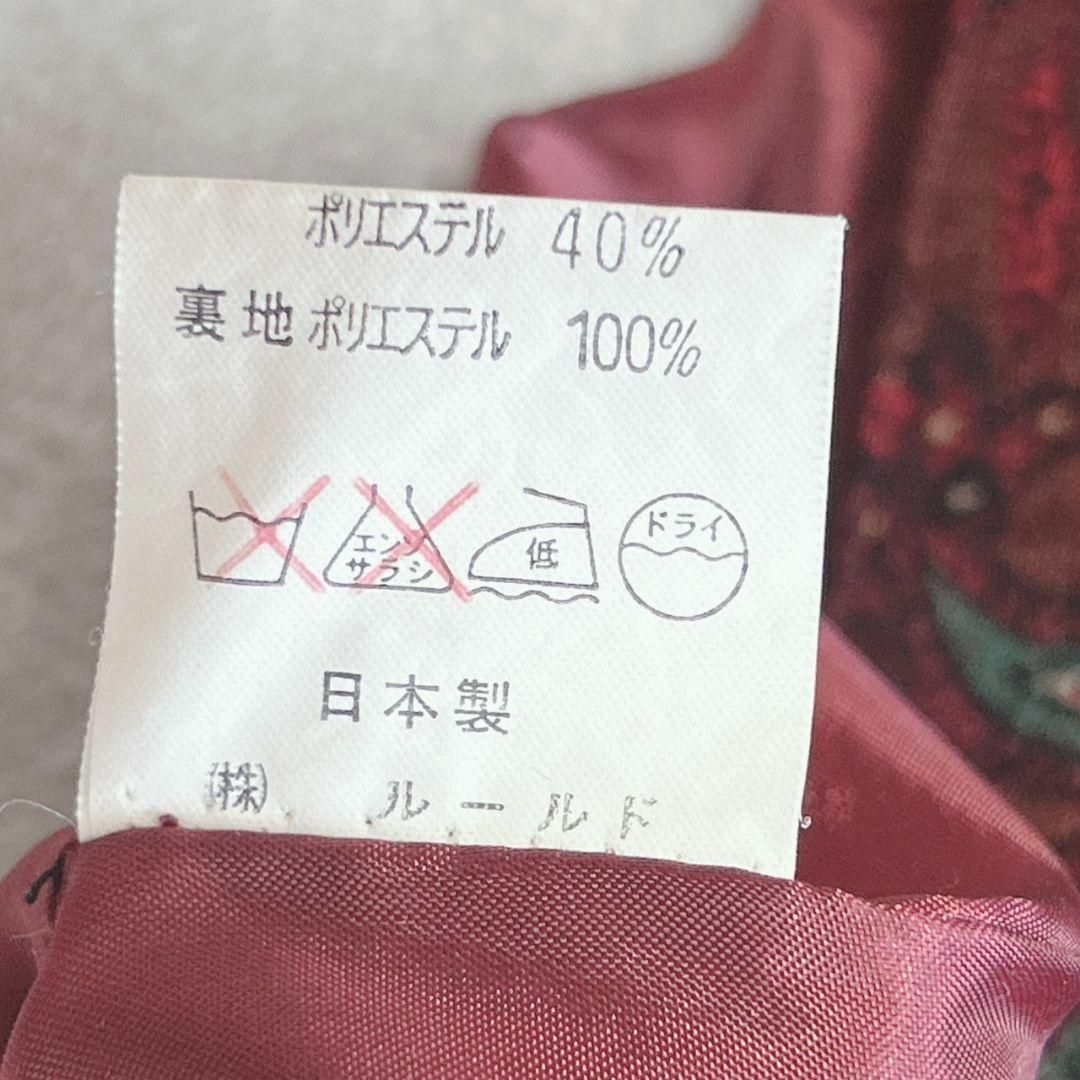 ポリエステル 40%
裏地ポリエステル 100%
エンソ
サラシ
低
ドライ
日本製
(株) ルールド